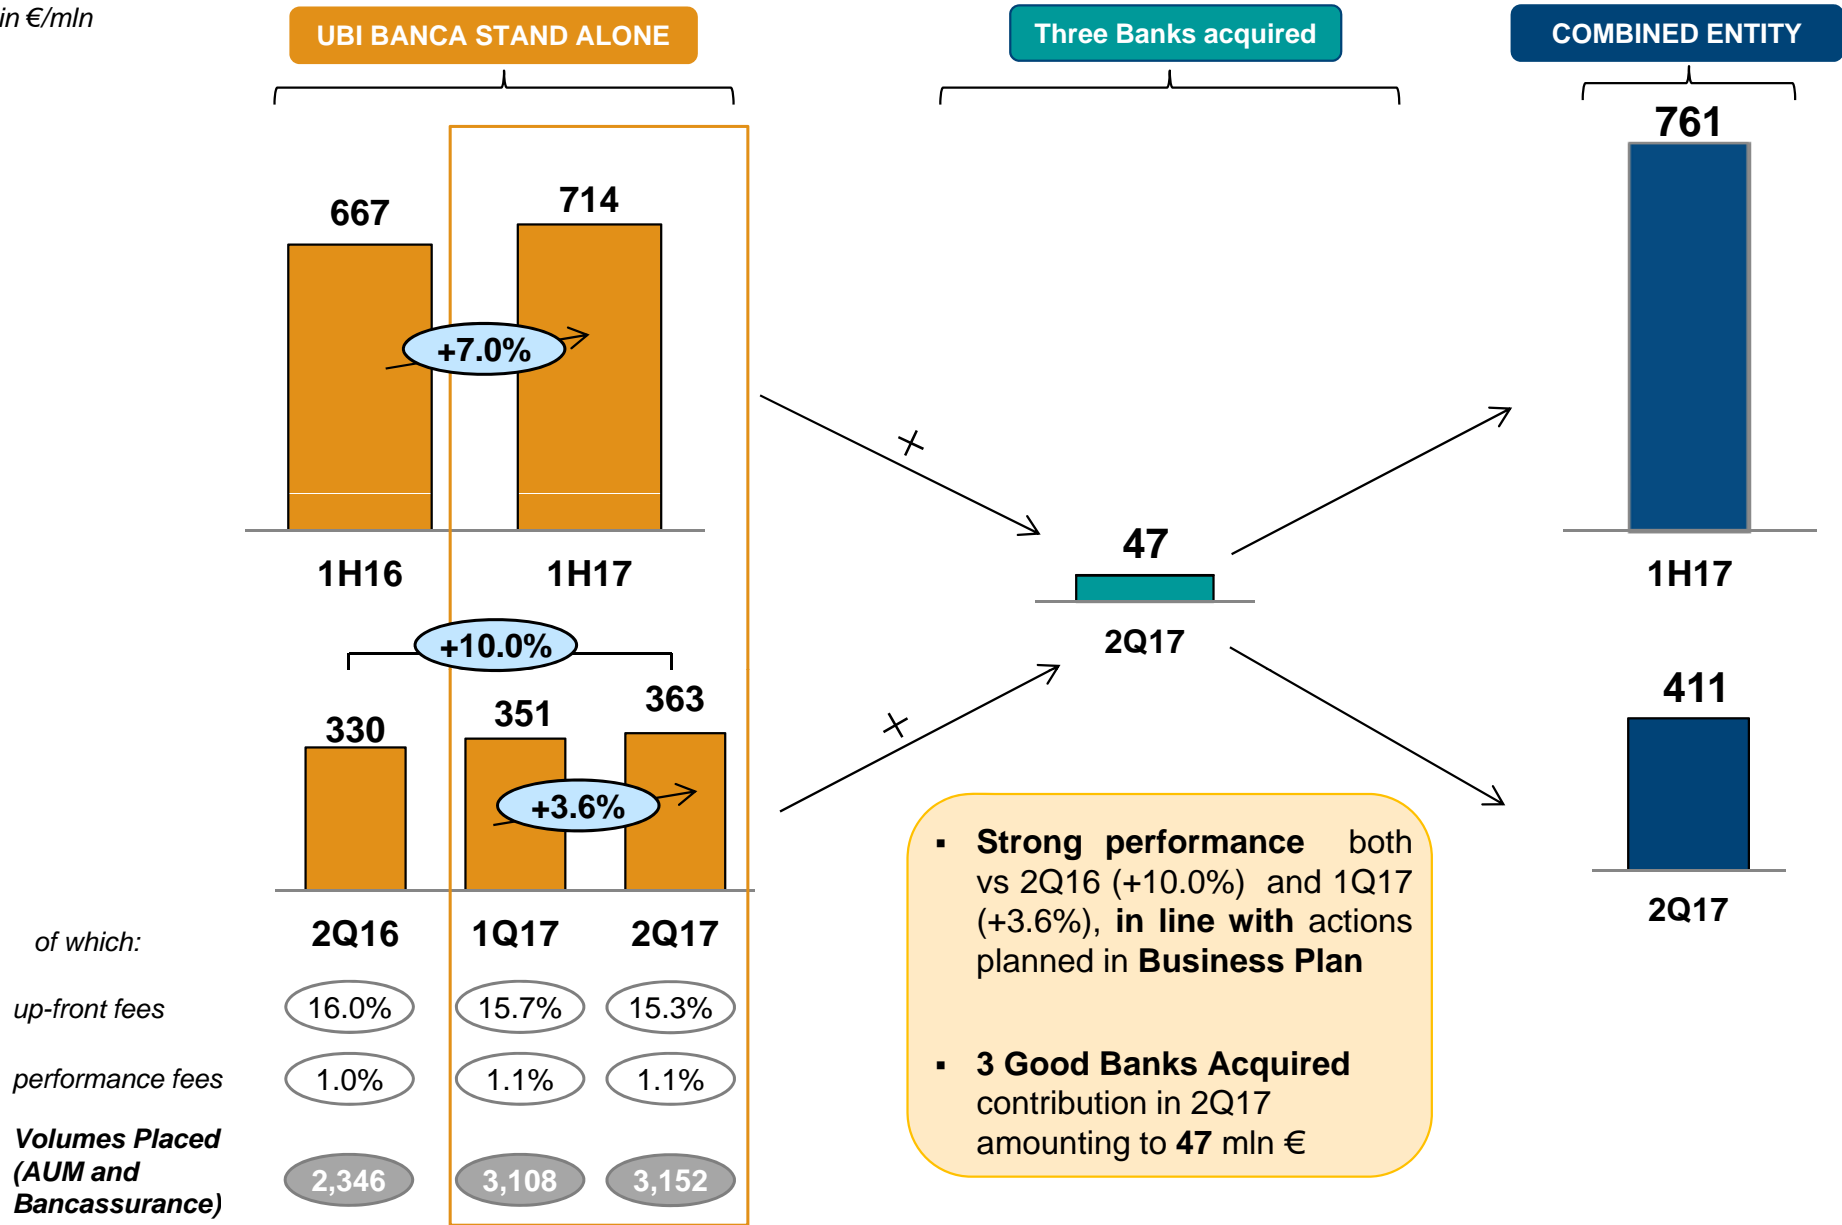 in €/mln
UBI BANCA STAND ALONE
Three Banks acquired
COMBINED ENTITY
761
667
714
+7.0%
1H16
1H17
47
2Q17
1H17
+10.0%
330
351
363
+3.6%
411
2Q17
2Q16
1Q17
2Q17
of which:
up-front fees
16.0%
15.7%
15.3%
performance fees
1.0%
1.1%
1.1%
Volumes Placed
(AUM and
Bancassurance)
2,346
3,108
3,152
▪ Strong performance both
vs 2Q16 (+10.0%) and 1Q17
(+3.6%), in line with actions
planned in Business Plan
▪ 3 Good Banks Acquired
contribution in 2Q17
amounting to 47 mln €